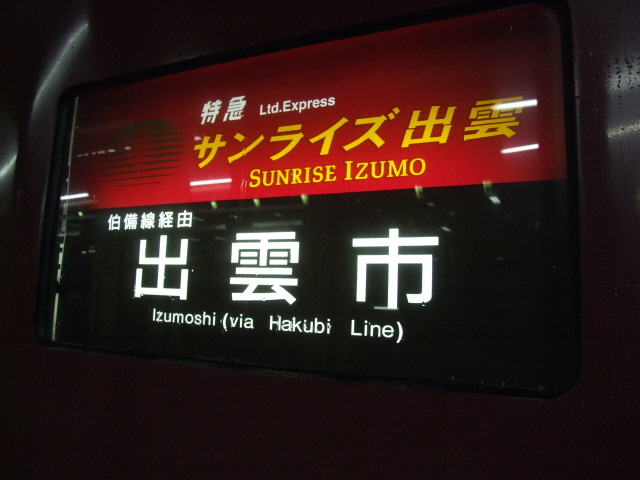 特急 Ltd.Express
サンライズ出雲
SUNRISE IZUMO
伯備線経由
出雲市
Izumoshi (via Hakubi Line)